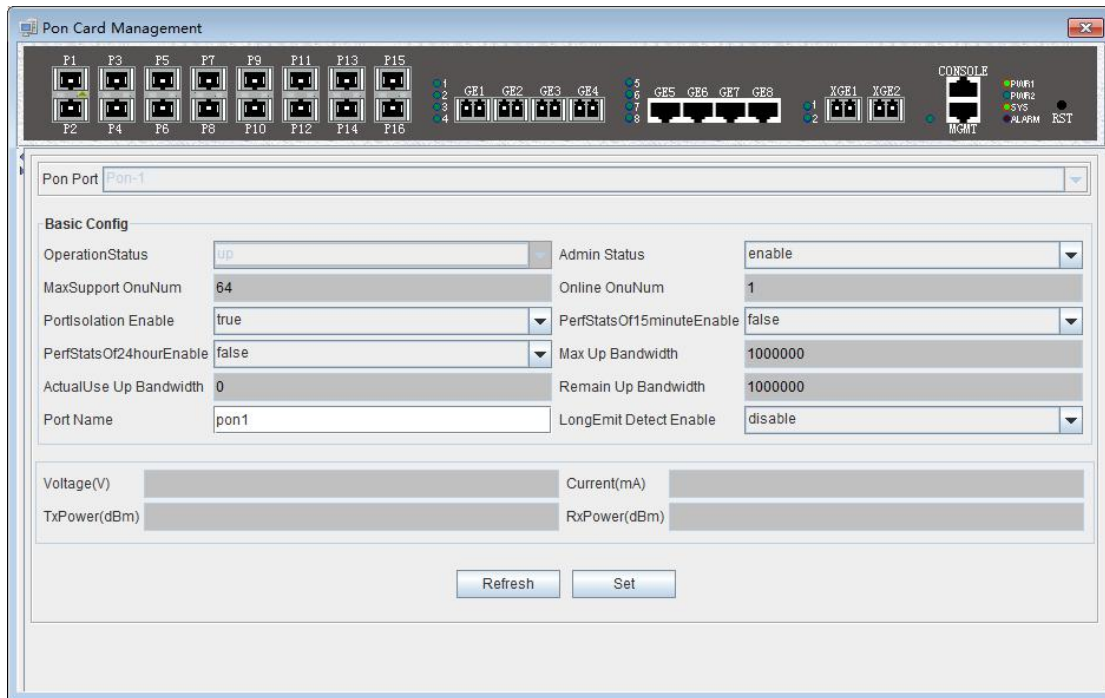 Pon Card Management
P1 P3 P5 P7 P9 P11 P13 P15
P2 P4 P6 P8 P10 P12 P14 P16
1
2
3
4
GE1 GE2 GE3 GE4
5
6
7
8
GE5 GE6 GE7 GE8
1
2
XGE1 XGE2
CONSOLE
MGMT
PWR1
PWR2
SYS
ALARM
RST
Pon Port Pon-1
Basic Config
OperationStatus up Admin Status enable
MaxSupport OnuNum 64 Online OnuNum 1
PortIsolation Enable true PerfStatsOf15minuteEnable false
PerfStatsOf24hourEnable false Max Up Bandwidth 1000000
ActualUse Up Bandwidth 0 Remain Up Bandwidth 1000000
Port Name pon1 LongEmit Detect Enable disable
Voltage(V) Current(mA)
TxPower(dBm) RxPower(dBm)
Refresh Set